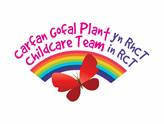 Carfan Gofal Plant yn RhCT
Childcare Team in RCT